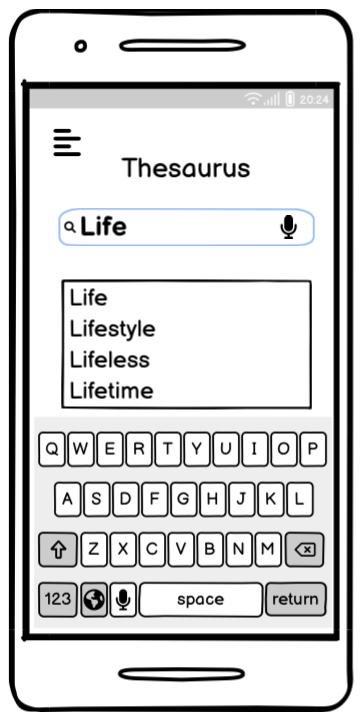 20:24
Thesaurus
Life
Life
Lifestyle
Lifeless
Lifetime
Q W E R T Y U I O P
A S D F G H J K L
Z X C V B N M
123 space return